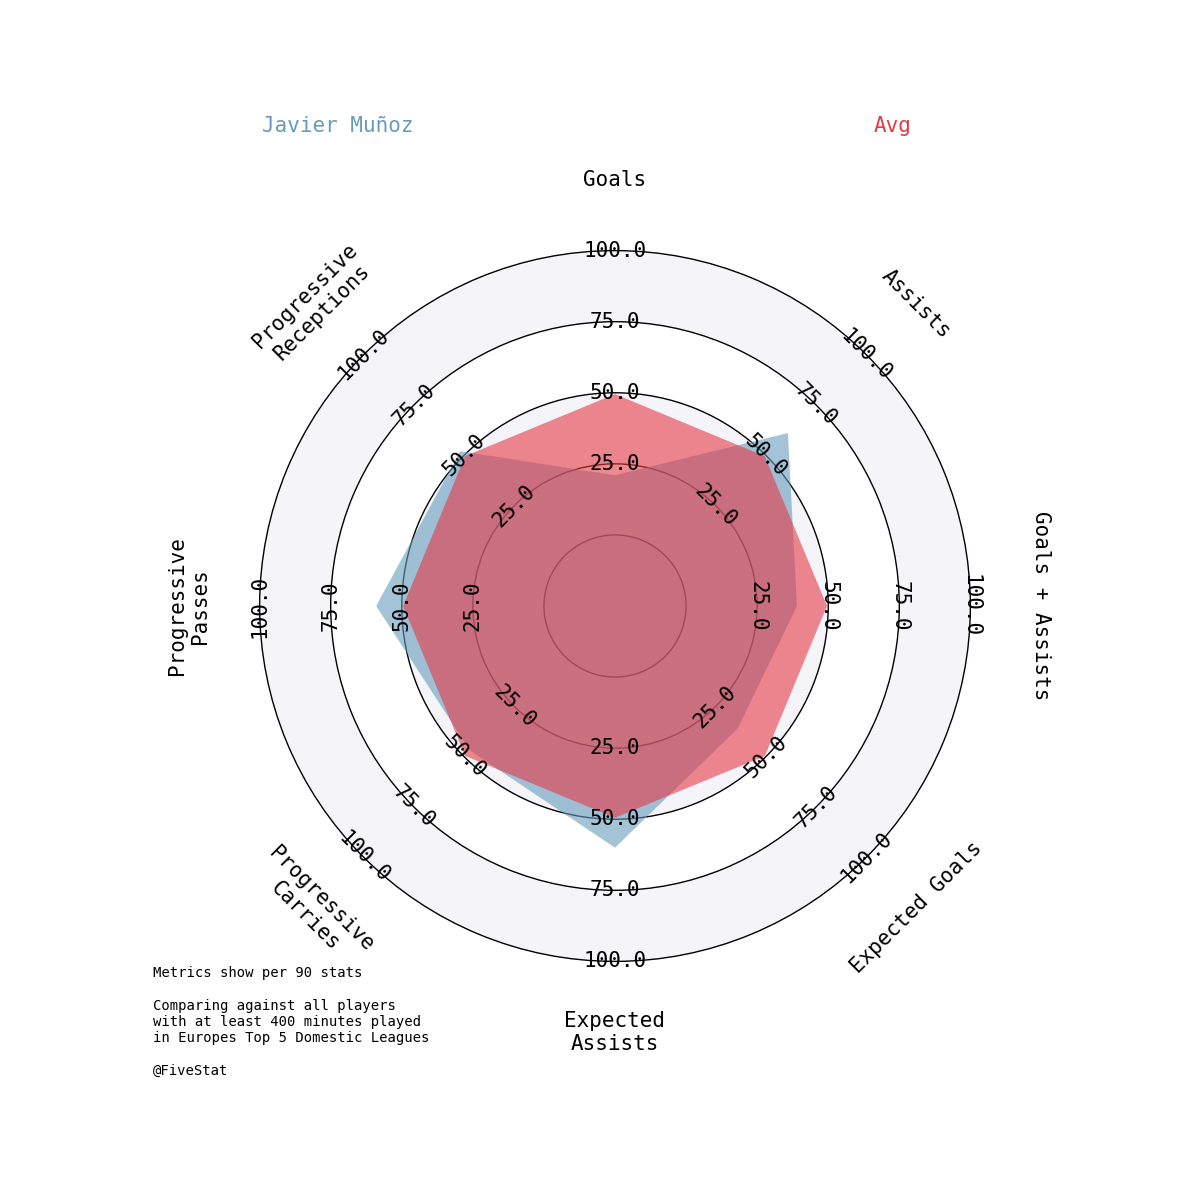 Javier Muñoz
Avg
Goals
Progressive
Receptions
Assists
100.0
75.0
50.0
25.0
100.0
75.0
50.0
25.0
100.0
75.0
50.0
25.0
Progressive
Passes
100.0
75.0
50.0
25.0
25.0
50.0
75.0
100.0
Goals + Assists
25.0
50.0
75.0
100.0
25.0
50.0
75.0
100.0
25.0
50.0
75.0
100.0
Progressive
Carries
Expected Goals
Expected
Assists
Metrics show per 90 stats
Comparing against all players
with at least 400 minutes played
in Europes Top 5 Domestic Leagues
@FiveStat